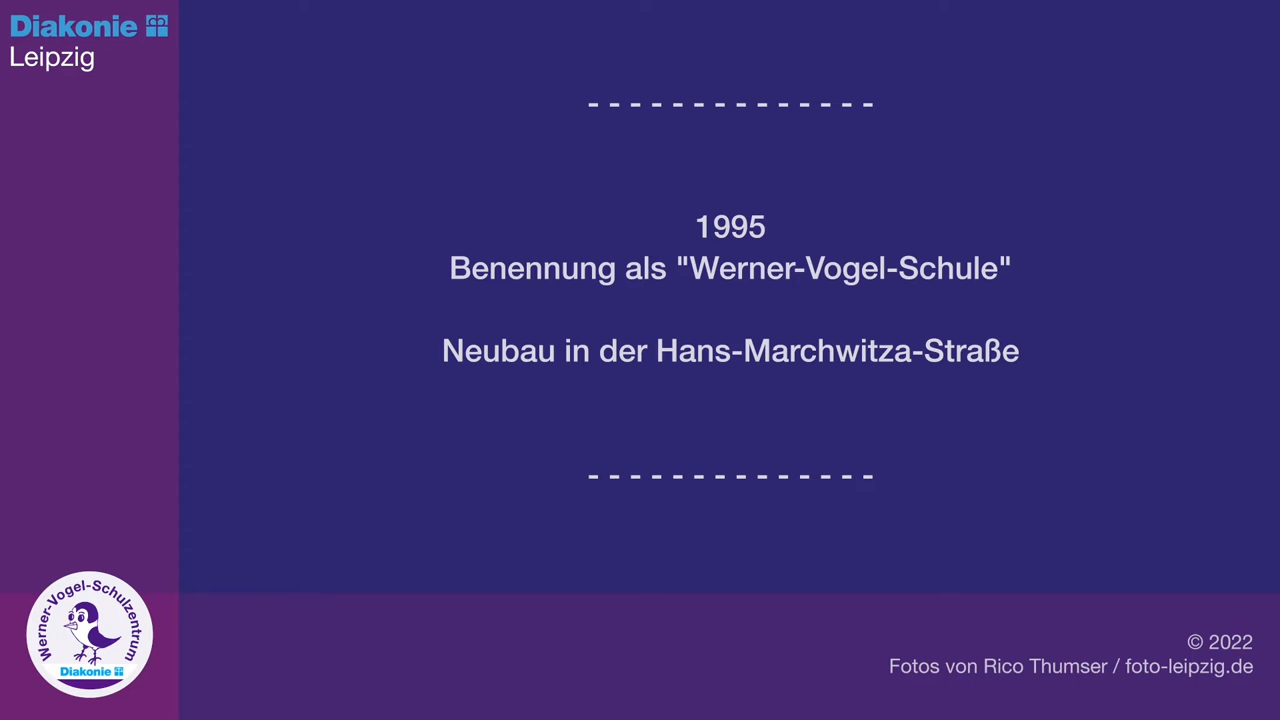 Diakonie
Leipzig
- - - - - - - - - - - - - -
1995
Benennung als "Werner-Vogel-Schule"
Neubau in der Hans-Marchwitza-Straße
- - - - - - - - - - - - - -
Werner-Vogel-Schulzentrum
Diakonie
© 2022
Fotos von Rico Thumser / foto-leipzig.de